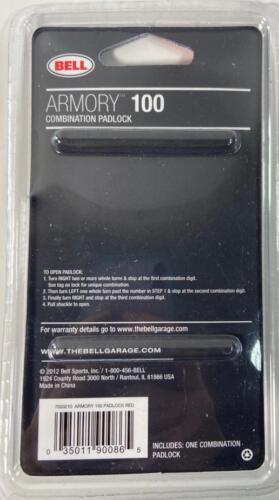 BELL
ARMORY™ 100
COMBINATION PADLOCK
TO OPEN PADLOCK:
1. Turn RIGHT two or more whole turns & stop at the first combination digit.
See tag on lock for unique combination.
2. Then turn LEFT one whole turn past the number in STEP 1 & stop at the second combination digit.
3. Finally turn RIGHT and stop at the third combination digit.
4. Pull shackle to open.
For warranty details go to www.thebellgarage.com
WWW.THEBELLGARAGE.COM
© 2012 Bell Sports, Inc. / 1-800-456-BELL
1924 County Road 3000 North / Rantoul, IL 61866 USA
Made in China
ARMORY 100 PADLOCK RED
0 35011 90086 5
INCLUDES: ONE COMBINATION
PADLOCK